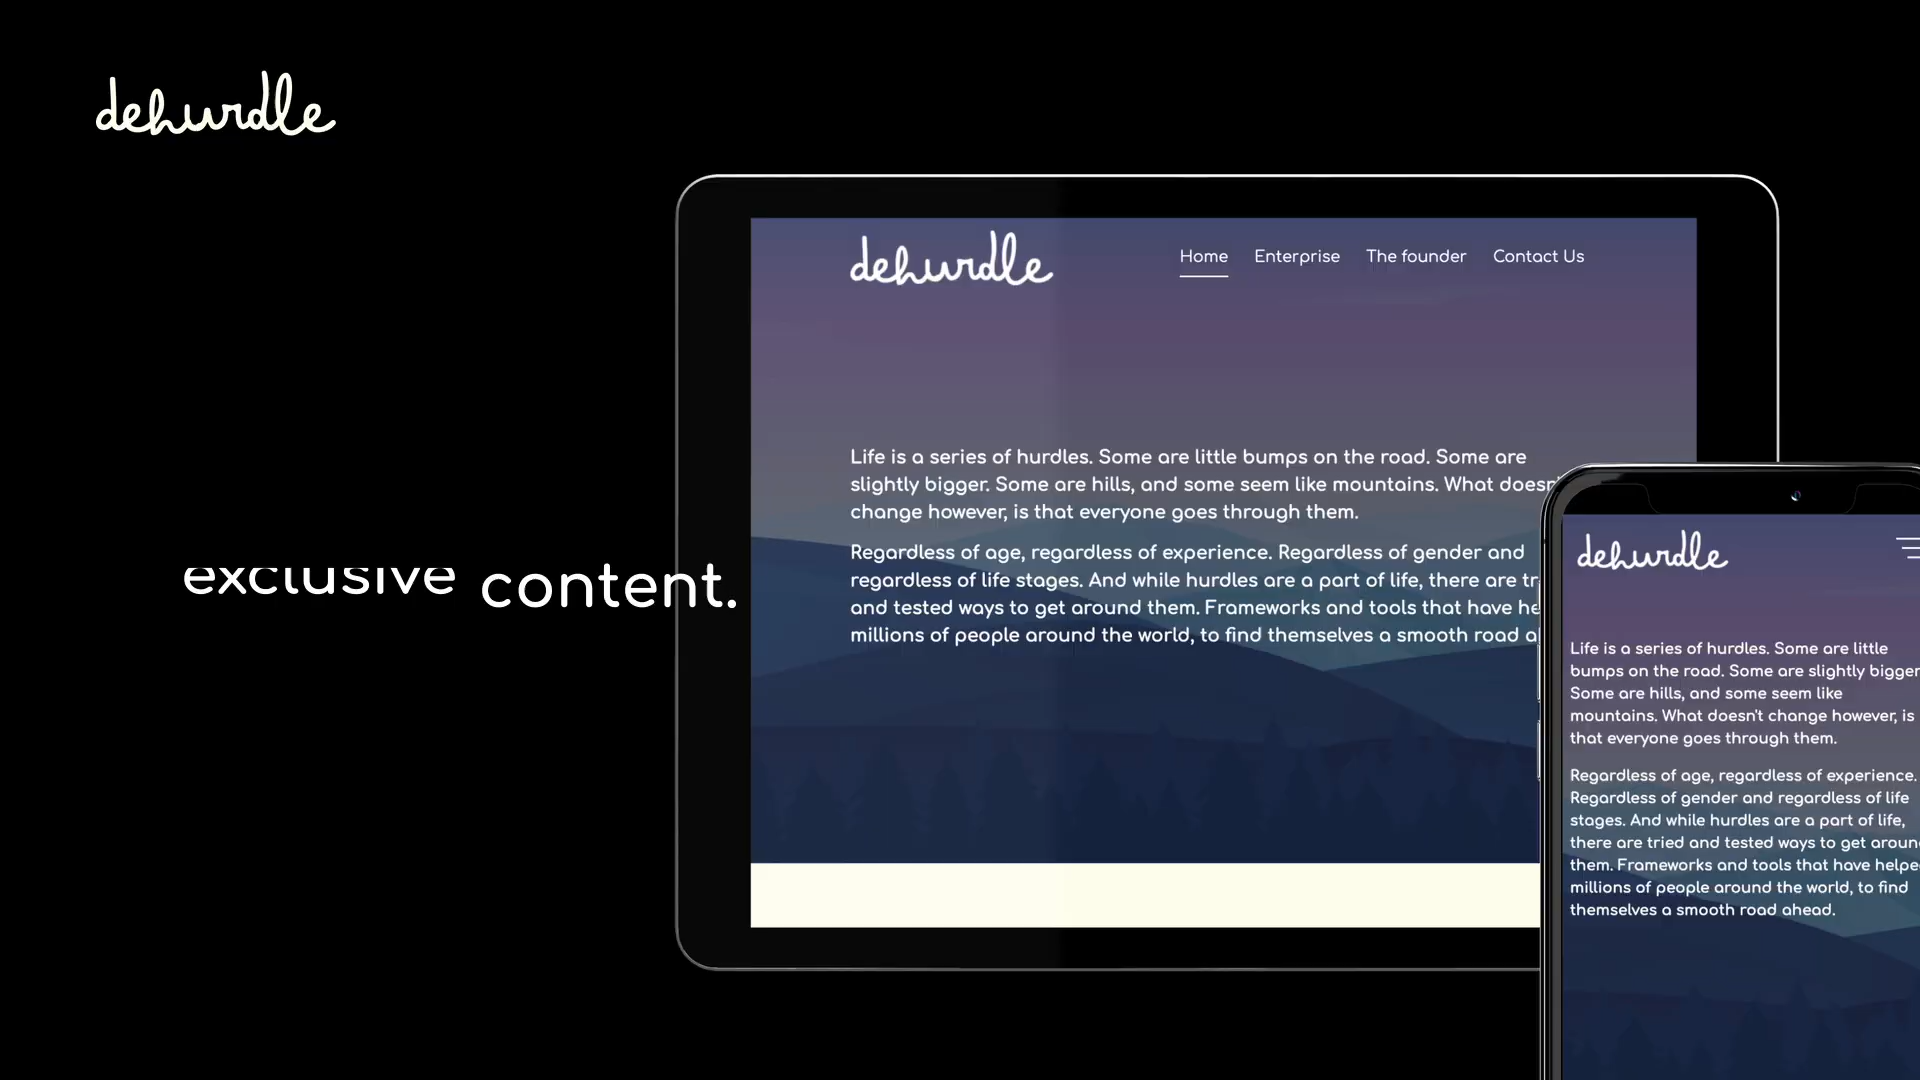 dehurdle
exclusive content.
dehurdle
Home Enterprise The founder Contact Us
Life is a series of hurdles. Some are little bumps on the road. Some are
slightly bigger. Some are hills, and some seem like mountains. What doesn
change however, is that everyone goes through them.
Regardless of age, regardless of experience. Regardless of gender and
regardless of life stages. And while hurdles are a part of life, there are
and tested ways to get around them. Frameworks and tools that have
millions of people around the world, to find themselves a smooth road
dehurdle
Life is a series of hurdles. Some are little
bumps on the road. Some are slightly bigger
Some are hills, and some seem like
mountains. What doesn't change however, is
that everyone goes through them.
Regardless of age, regardless of experience.
Regardless of gender and regardless of life
stages. And while hurdles are a part of life,
there are tried and tested ways to get aroun
them. Frameworks and tools that have helpe
millions of people around the world, to find
themselves a smooth road ahead.